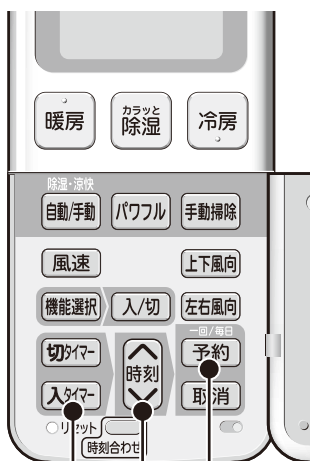 暖房
カラッと
除湿
冷房
除湿・涼快
自動/手動
パワフル
手動掃除
風速
上下風向
機能選択
入/切
左右風向
一回/毎日
切タイマー
時刻
予約
入タイマー
取消
リセット
時刻合わせ